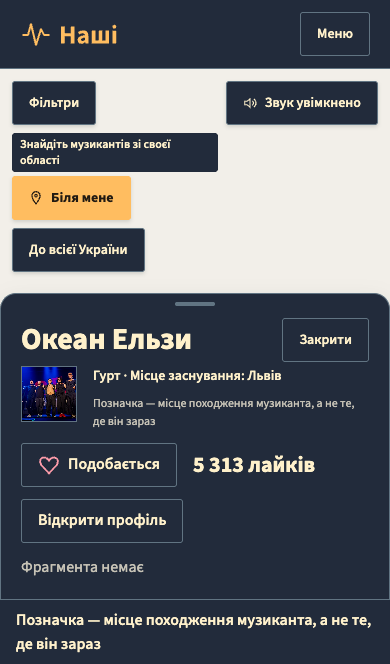 Наші
Меню
Фільтри
Звук увімкнено
Знайдіть музикантів зі своєї
області
Біля мене
До всієї України
Океан Ельзи
Закрити
Гурт · Місце заснування: Львів
Позначка — місце походження музиканта, а не те,
де він зараз
Подобається
5 313 лайків
Відкрити профіль
Фрагмента немає
Позначка — місце походження музиканта, а не те,
де він зараз